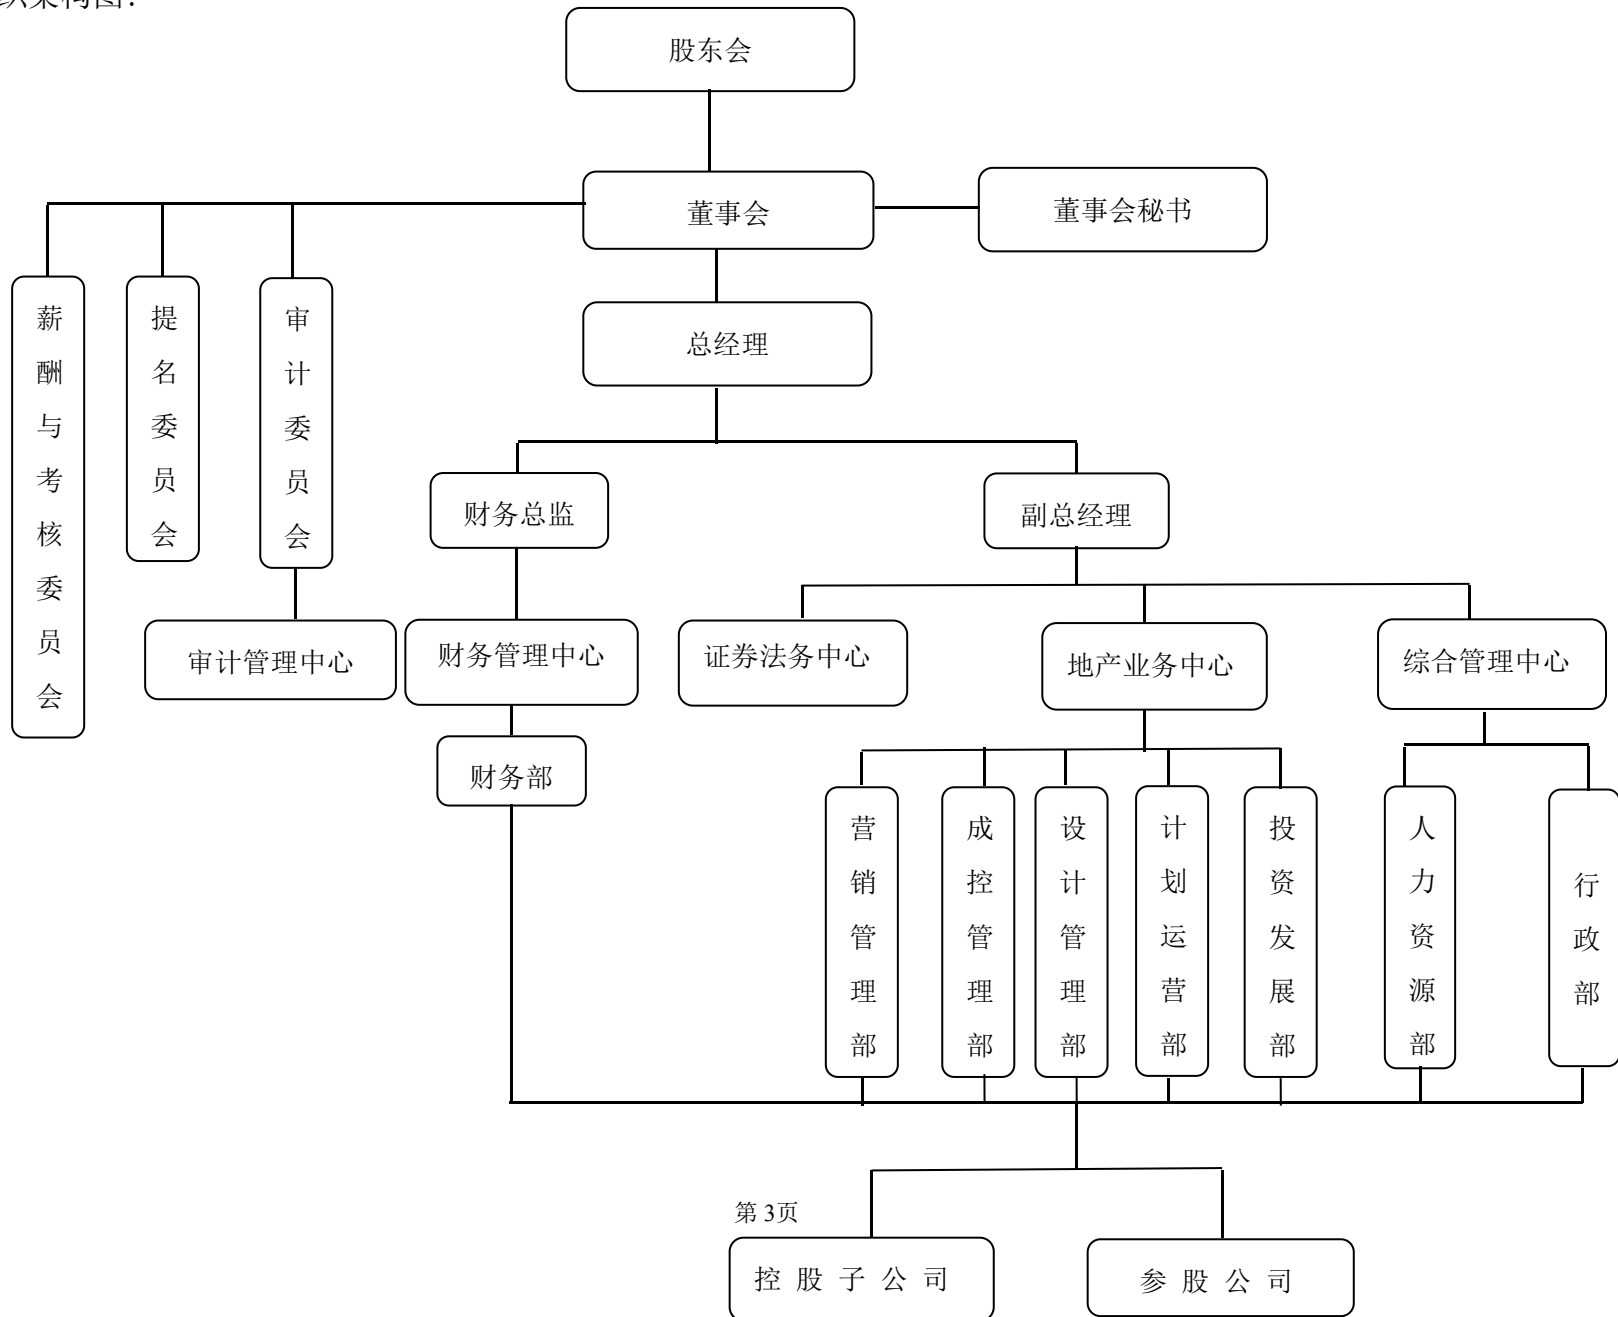 织架构图：
股东会
董事会
董事会秘书
总经理
薪酬与考核委员会
提名委员会
审计委员会
财务总监
副总经理
审计管理中心
财务管理中心
证券法务中心
地产业务中心
综合管理中心
财务部
营销管理部
成控管理部
设计管理部
计划运营部
投资发展部
人力资源部
行政部
第 3页
控股子公司
参股公司